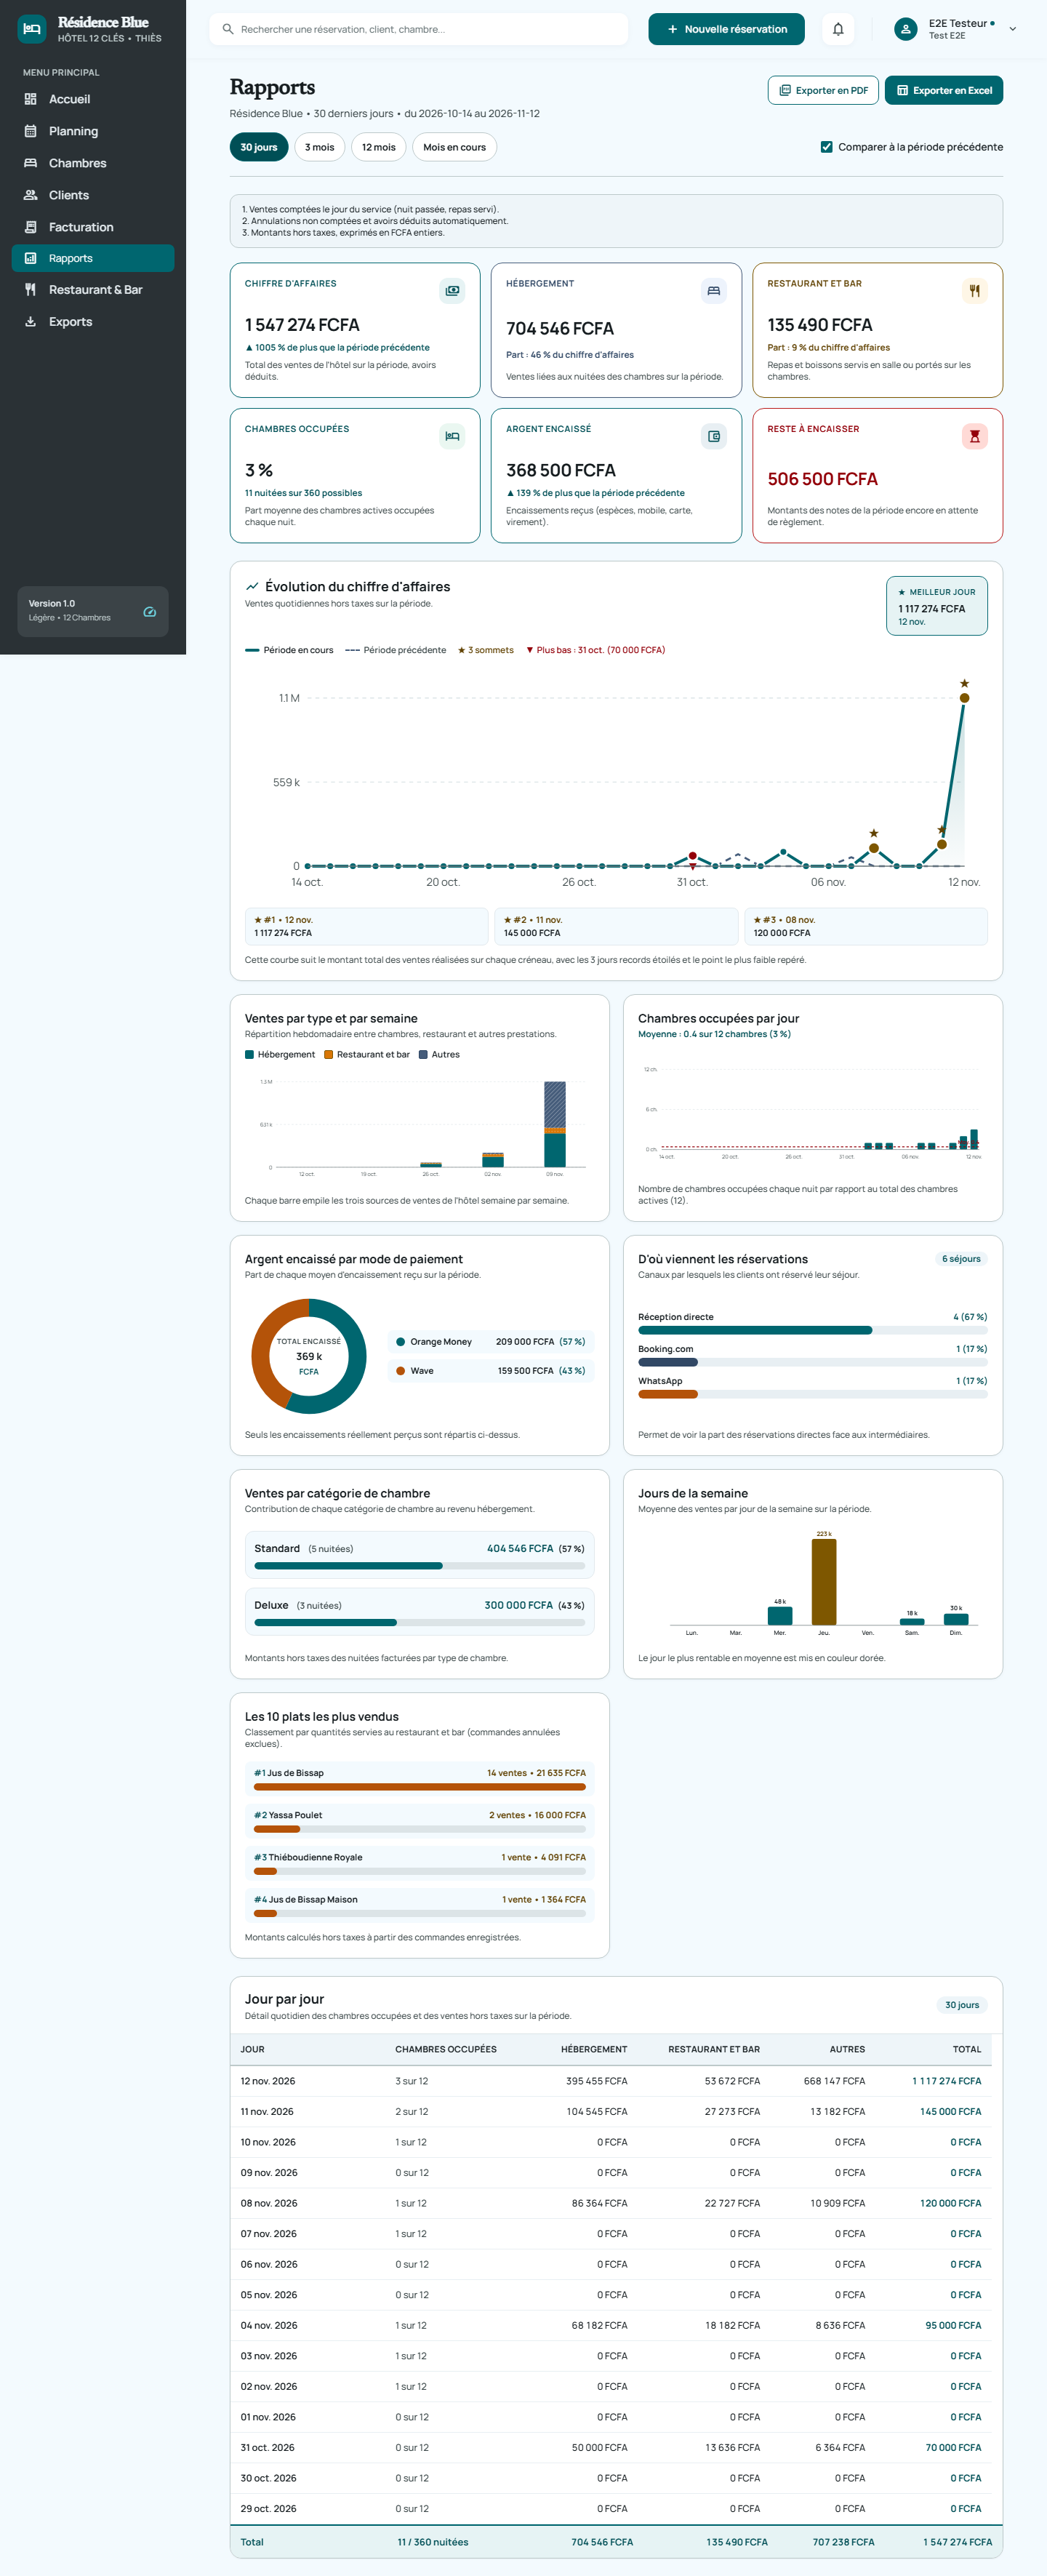 Résidence Blue
HÔTEL 12 CLÉS • THIÈS
MENU PRINCIPAL
Accueil
Planning
Chambres
Clients
Facturation
Rapports
Restaurant & Bar
Exports
Version 1.0
Légère • 12 Chambres
Rechercher une réservation, client, chambre...
Nouvelle réservation
E2E Testeur
Test E2E
Rapports
Résidence Blue • 30 derniers jours • du 2026-10-14 au 2026-11-12
Exporter en PDF
Exporter en Excel
30 jours
3 mois
12 mois
Mois en cours
Comparer à la période précédente
1. Ventes comptées le jour du service (nuit passée, repas servi).
2. Annulations non comptées et avoirs déduits automatiquement.
3. Montants hors taxes, exprimés en FCFA entiers.
CHIFFRE D'AFFAIRES
1 547 274 FCFA
▲ 1005 % de plus que la période précédente
Total des ventes de l'hôtel sur la période, avoirs
déduits.
HÉBERGEMENT
704 546 FCFA
Part : 46 % du chiffre d'affaires
Ventes liées aux nuitées des chambres sur la période.
RESTAURANT ET BAR
135 490 FCFA
Part : 9 % du chiffre d'affaires
Repas et boissons servis en salle ou portés sur les
chambres.
CHAMBRES OCCUPÉES
3 %
11 nuitées sur 360 possibles
Part moyenne des chambres actives occupées
chaque nuit.
ARGENT ENCAISSÉ
368 500 FCFA
▲ 139 % de plus que la période précédente
Encaissements reçus (espèces, mobile, carte,
virement).
RESTE À ENCAISSER
506 500 FCFA
Montants des notes de la période encore en attente
de règlement.
Évolution du chiffre d'affaires
Ventes quotidiennes hors taxes sur la période.
★ MEILLEUR JOUR
1 117 274 FCFA
12 nov.
Période en cours
Période précédente
★ 3 sommets
▼ Plus bas : 31 oct. (70 000 FCFA)
1.1 M
559 k
0
14 oct.
20 oct.
26 oct.
31 oct.
06 nov.
12 nov.
★ #1 • 12 nov.
1 117 274 FCFA
★ #2 • 11 nov.
145 000 FCFA
★ #3 • 08 nov.
120 000 FCFA
Cette courbe suit le montant total des ventes réalisées sur chaque créneau, avec les 3 jours records étoilés et le point le plus faible repéré.
Ventes par type et par semaine
Répartition hebdomadaire entre chambres, restaurant et autres prestations.
Hébergement
Restaurant et bar
Autres
1.3 M
631 k
0
12 oct.
19 oct.
26 oct.
02 nov.
09 nov.
Chaque barre empile les trois sources de ventes de l'hôtel semaine par semaine.
Chambres occupées par jour
Moyenne : 0.4 sur 12 chambres (3 %)
12 ch.
6 ch.
0 ch.
14 oct.
20 oct.
26 oct.
31 oct.
06 nov.
12 nov.
Nombre de chambres occupées chaque nuit par rapport au total des chambres
actives (12).
Argent encaissé par mode de paiement
Part de chaque moyen d'encaissement reçu sur la période.
TOTAL ENCAISSÉ
369 k
FCFA
Orange Money 209 000 FCFA (57 %)
Wave 159 500 FCFA (43 %)
Seuls les encaissements réellement perçus sont répartis ci-dessus.
D'où viennent les réservations
6 séjours
Canaux par lesquels les clients ont réservé leur séjour.
Réception directe 4 (67 %)
Booking.com 1 (17 %)
WhatsApp 1 (17 %)
Permet de voir la part des réservations directes face aux intermédiaires.
Ventes par catégorie de chambre
Contribution de chaque catégorie de chambre au revenu hébergement.
Standard (5 nuitées) 404 546 FCFA (57 %)
Deluxe (3 nuitées) 300 000 FCFA (43 %)
Montants hors taxes des nuitées facturées par type de chambre.
Jours de la semaine
Moyenne des ventes par jour de la semaine sur la période.
223 k
48 k
18 k
30 k
Lun.
Mar.
Mer.
Jeu.
Ven.
Sam.
Dim.
Le jour le plus rentable en moyenne est mis en couleur dorée.
Les 10 plats les plus vendus
Classement par quantités servies au restaurant et bar (commandes annulées
exclues).
#1 Jus de Bissap 14 ventes • 21 635 FCFA
#2 Yassa Poulet 2 ventes • 16 000 FCFA
#3 Thiéboudienne Royale 1 vente • 4 091 FCFA
#4 Jus de Bissap Maison 1 vente • 1 364 FCFA
Montants calculés hors taxes à partir des commandes enregistrées.
Jour par jour
Détail quotidien des chambres occupées et des ventes hors taxes sur la période.
30 jours
JOUR CHAMBRES OCCUPÉES HÉBERGEMENT RESTAURANT ET BAR AUTRES TOTAL
12 nov. 2026 3 sur 12 395 455 FCFA 53 672 FCFA 668 147 FCFA 1 117 274 FCFA
11 nov. 2026 2 sur 12 104 545 FCFA 27 273 FCFA 13 182 FCFA 145 000 FCFA
10 nov. 2026 1 sur 12 0 FCFA 0 FCFA 0 FCFA 0 FCFA
09 nov. 2026 0 sur 12 0 FCFA 0 FCFA 0 FCFA 0 FCFA
08 nov. 2026 1 sur 12 86 364 FCFA 22 727 FCFA 10 909 FCFA 120 000 FCFA
07 nov. 2026 1 sur 12 0 FCFA 0 FCFA 0 FCFA 0 FCFA
06 nov. 2026 0 sur 12 0 FCFA 0 FCFA 0 FCFA 0 FCFA
05 nov. 2026 0 sur 12 0 FCFA 0 FCFA 0 FCFA 0 FCFA
04 nov. 2026 1 sur 12 68 182 FCFA 18 182 FCFA 8 636 FCFA 95 000 FCFA
03 nov. 2026 1 sur 12 0 FCFA 0 FCFA 0 FCFA 0 FCFA
02 nov. 2026 1 sur 12 0 FCFA 0 FCFA 0 FCFA 0 FCFA
01 nov. 2026 0 sur 12 0 FCFA 0 FCFA 0 FCFA 0 FCFA
31 oct. 2026 0 sur 12 50 000 FCFA 13 636 FCFA 6 364 FCFA 70 000 FCFA
30 oct. 2026 0 sur 12 0 FCFA 0 FCFA 0 FCFA 0 FCFA
29 oct. 2026 0 sur 12 0 FCFA 0 FCFA 0 FCFA 0 FCFA
Total 11 / 360 nuitées 704 546 FCFA 135 490 FCFA 707 238 FCFA 1 547 274 FCFA